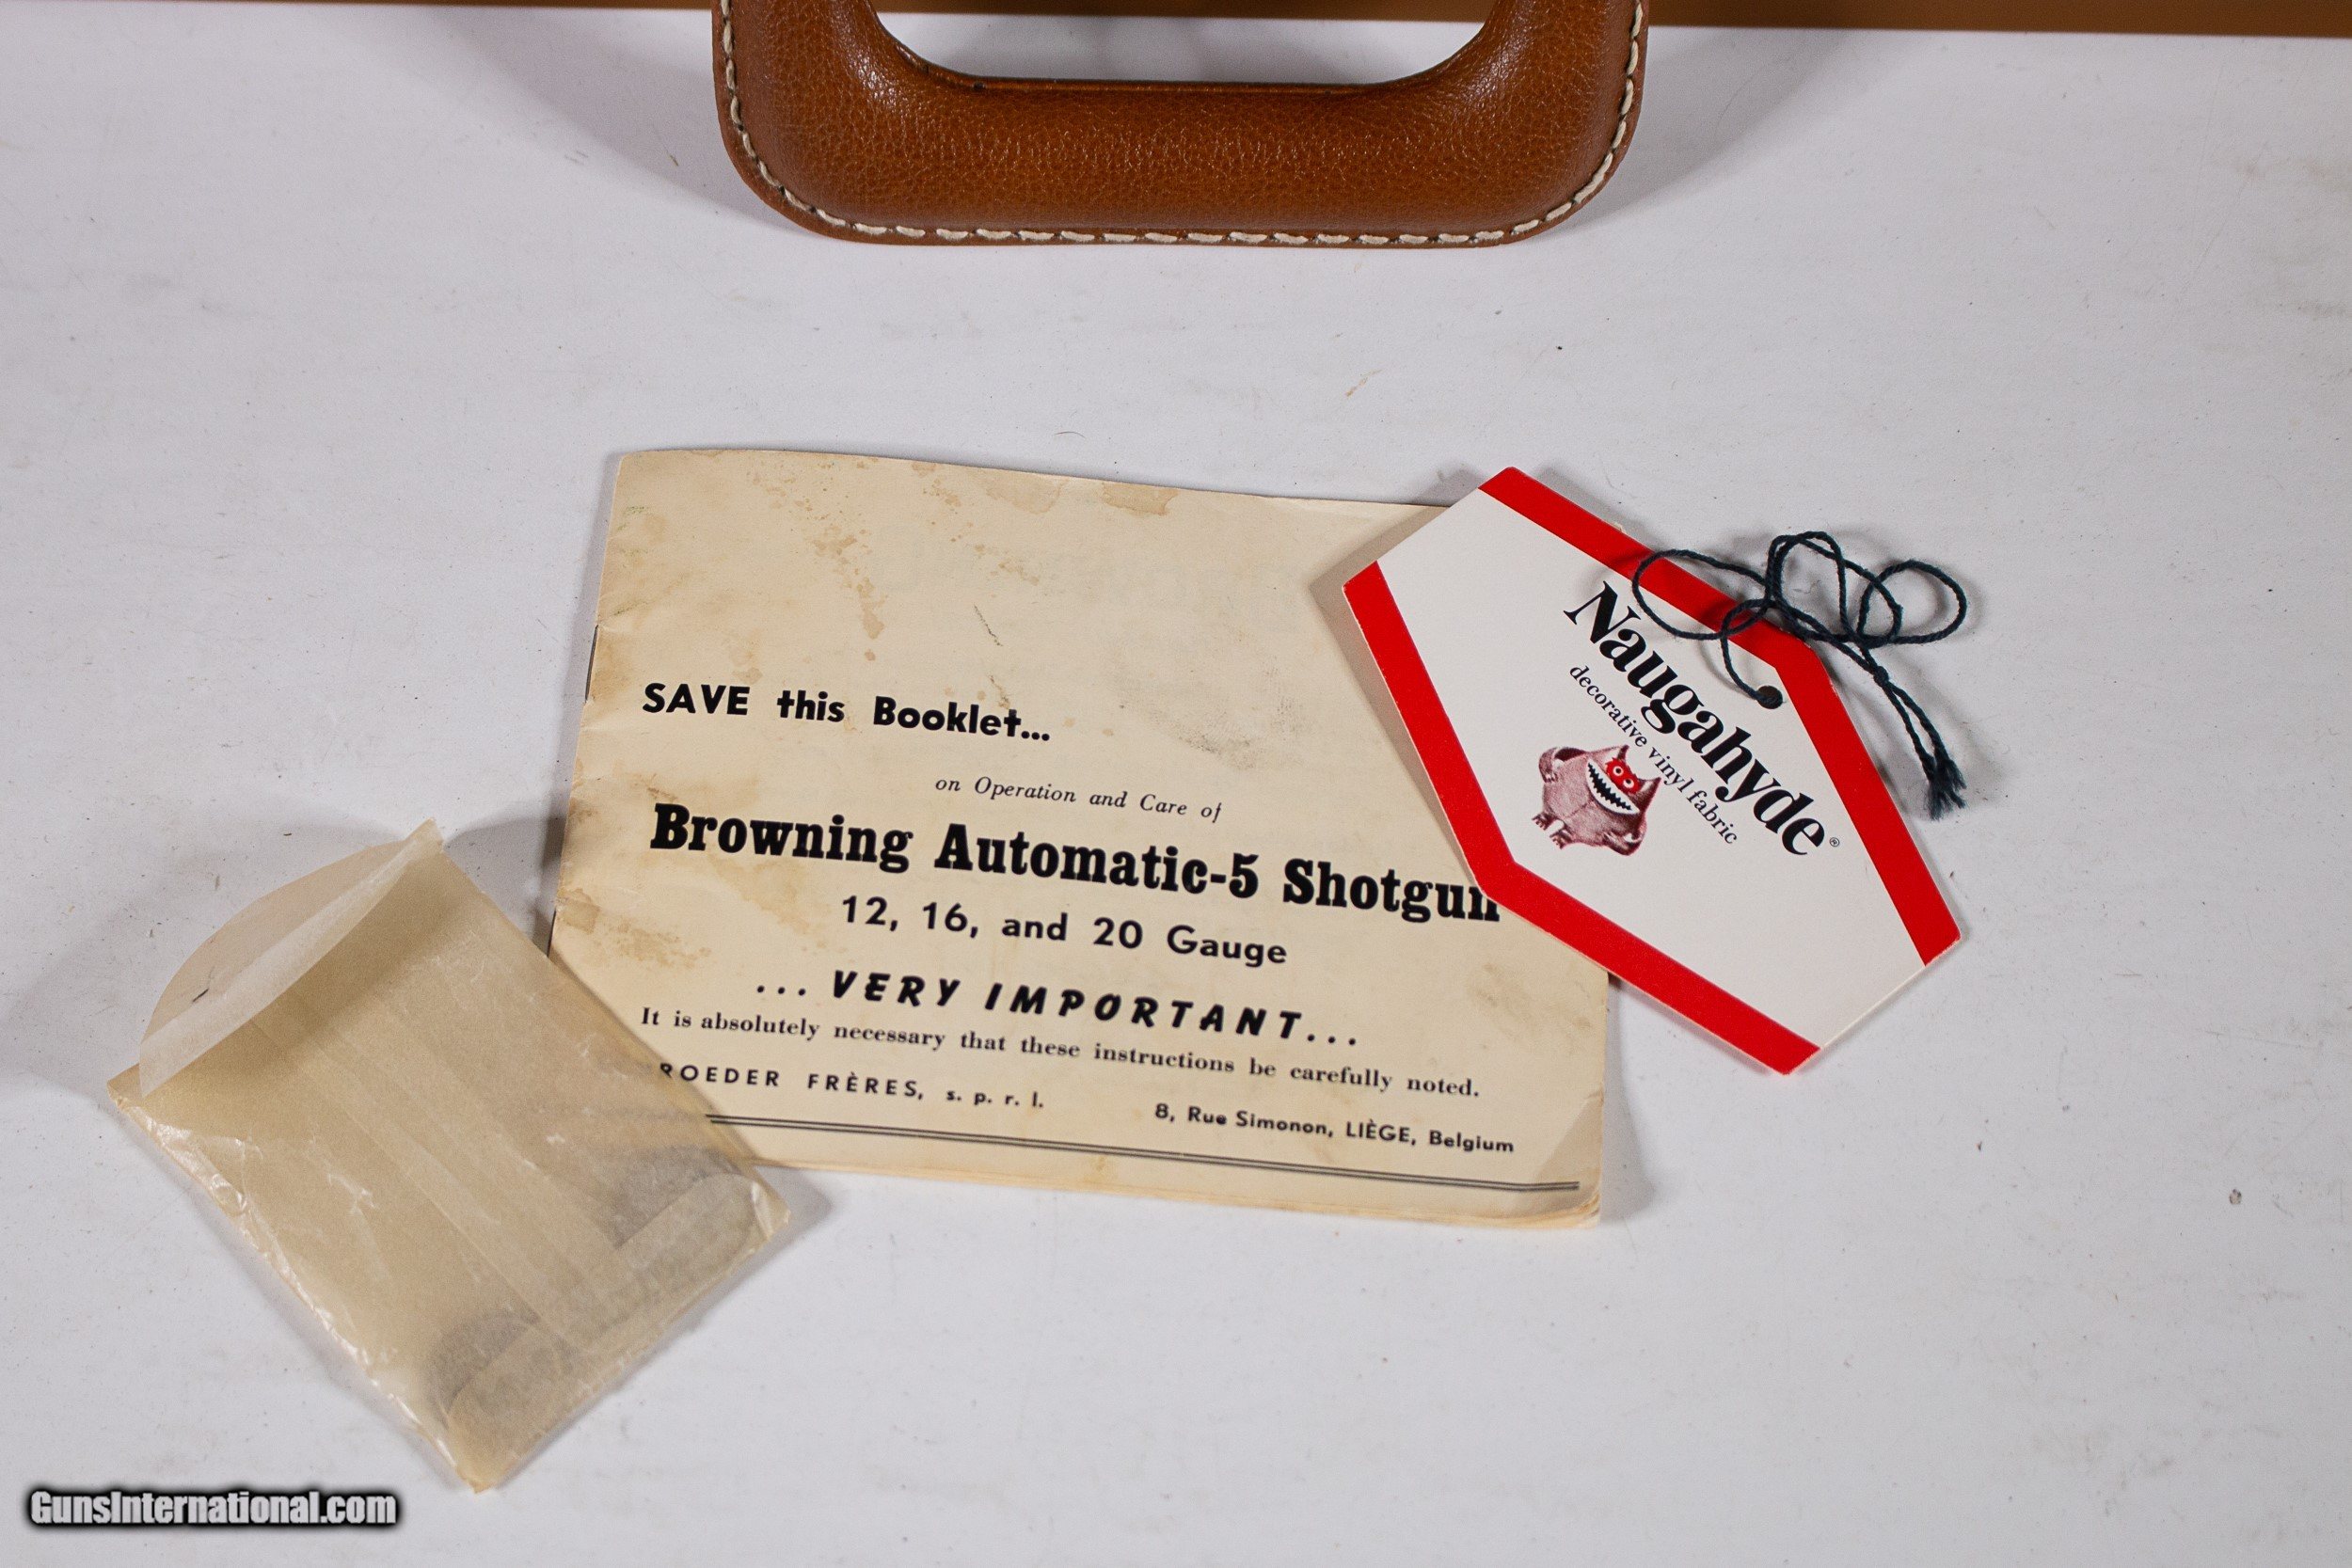 SAVE this Booklet...
on Operation and Care of
Browning Automatic-5 Shotgun
12, 16, and 20 Gauge
...VERY IMPORTANT...
It is absolutely necessary that these instructions be carefully noted.
ROEDER FRÈRES, s. p. r. l.
8, Rue Simonon, LIÈGE, Belgium
Naugahyde®
decorative vinyl fabric
GunsInternational.com